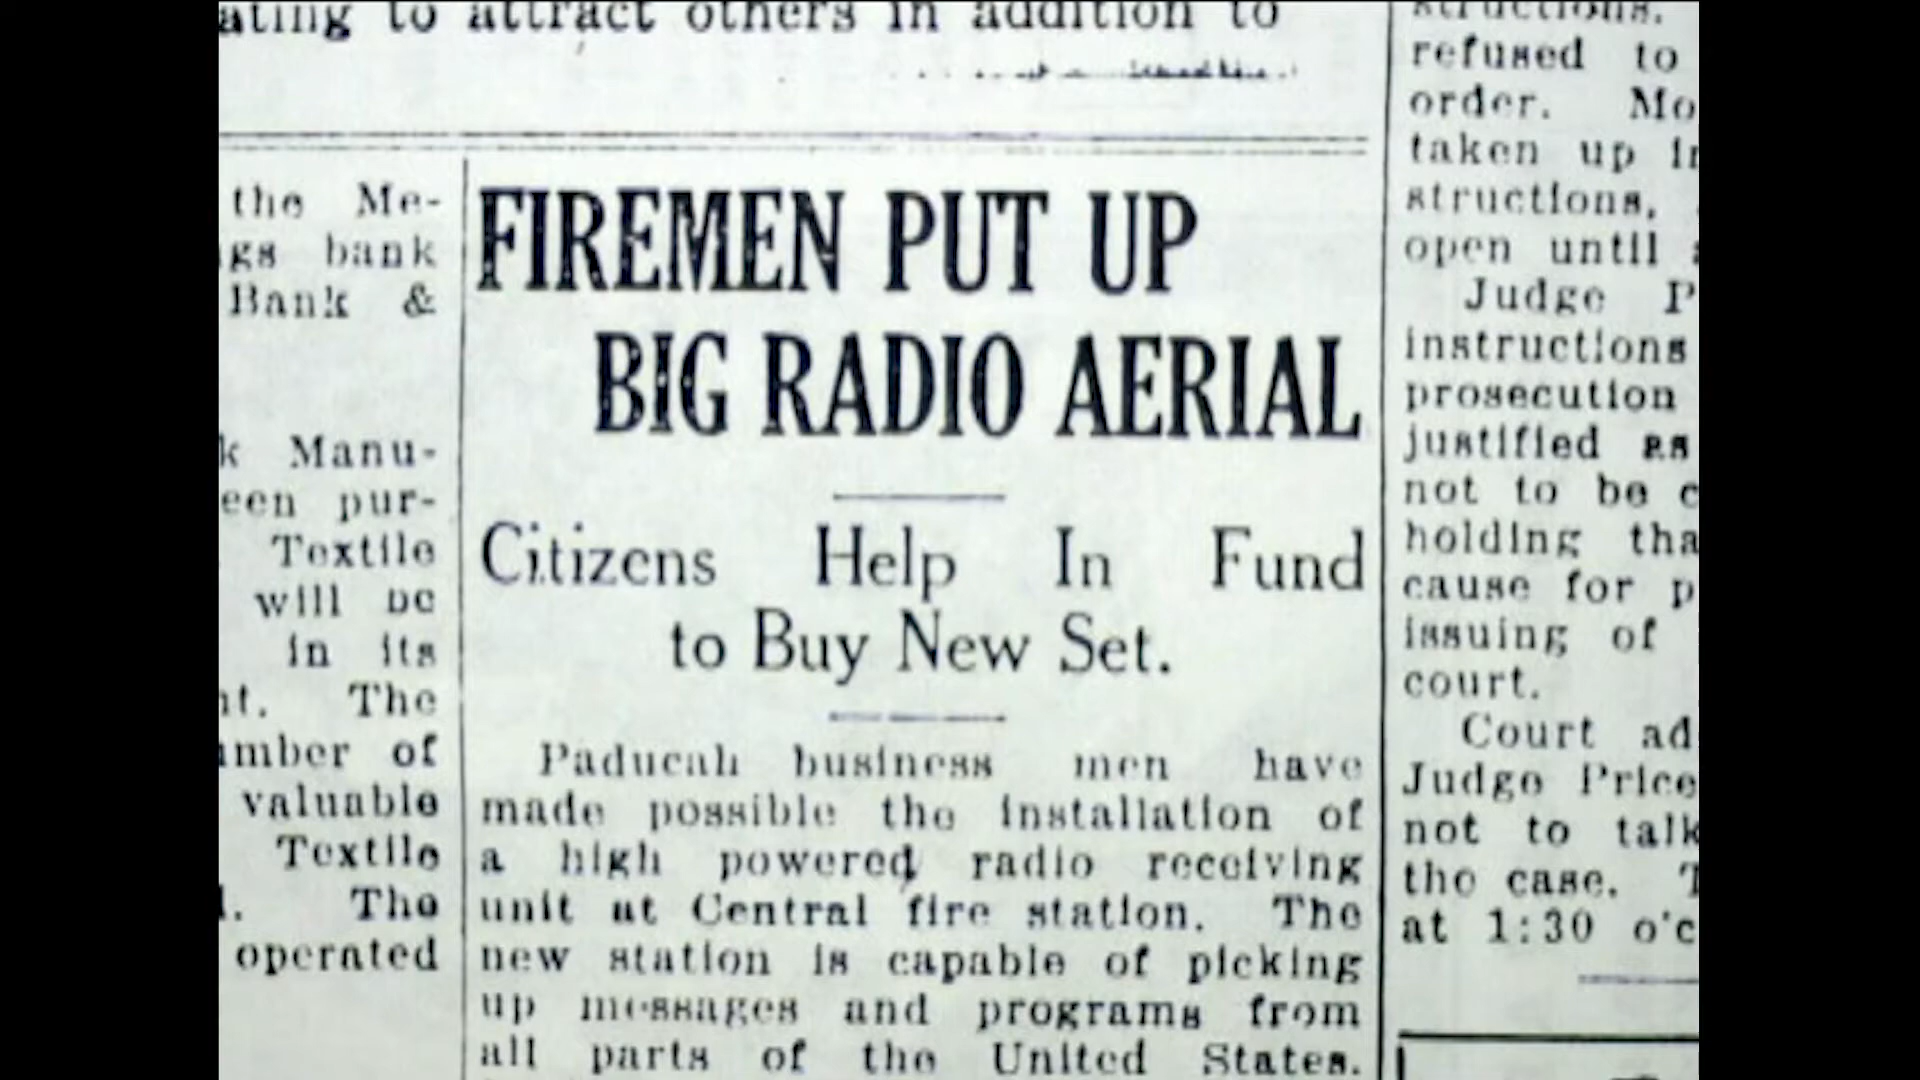 ating to attract others in addition to
the Me-
gs bank
Bank &
k Manu-
een pur-
Textile
will be
in its
nt. The
umber of
valuable
Textile
d. The
operated
FIREMEN PUT UP
BIG RADIO AERIAL
Citizens Help In Fund
to Buy New Set.
Paducah business men have
made possible the installation of
a high powered radio receiving
unit at Central fire station. The
new station is capable of picking
up messages and programs from
all parts of the United States.
structions.
refused to
order. Mo
taken up in
structions,
open until
Judge P
instructions
prosecution
justified as
not to be c
holding tha
cause for p
issuing of
court.
Court ad
Judge Price
not to talk
the case. T
at 1:30 o'c